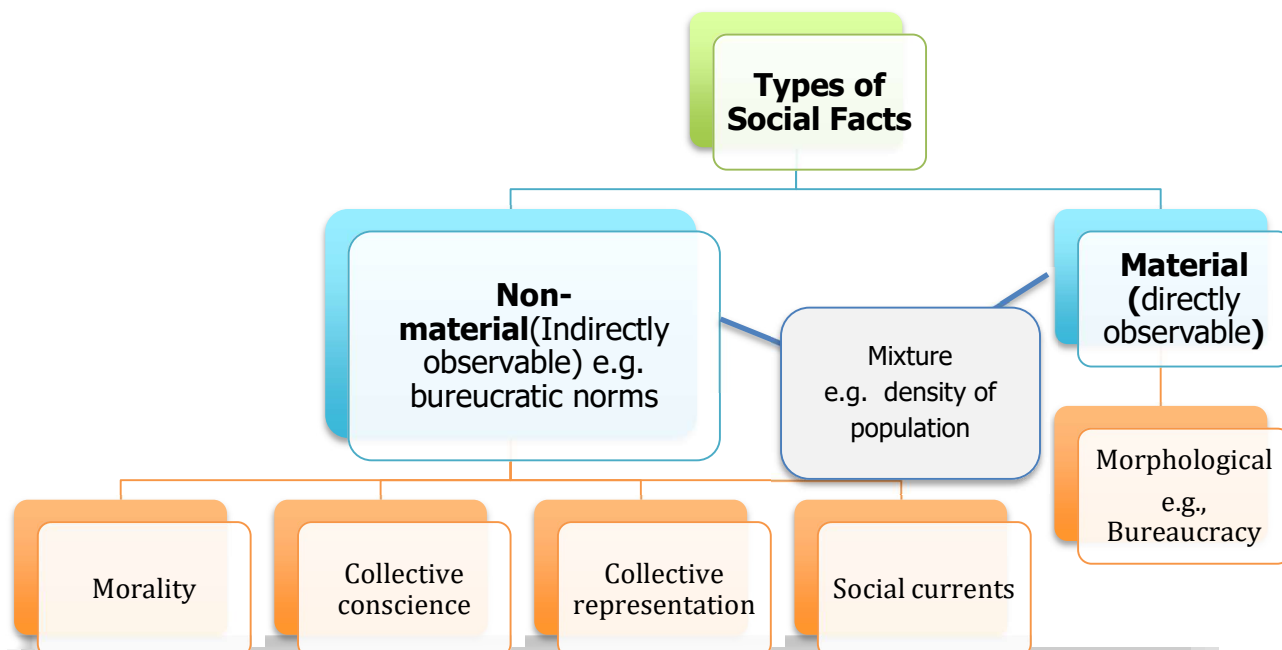 Types of
Social Facts
Non-
material(Indirectly
observable) e.g.
bureucratic norms
Mixture
e.g. density of
population
Material
(directly
observable)
Morphological
e.g.,
Bureaucracy
Morality
Collective
conscience
Collective
representation
Social currents